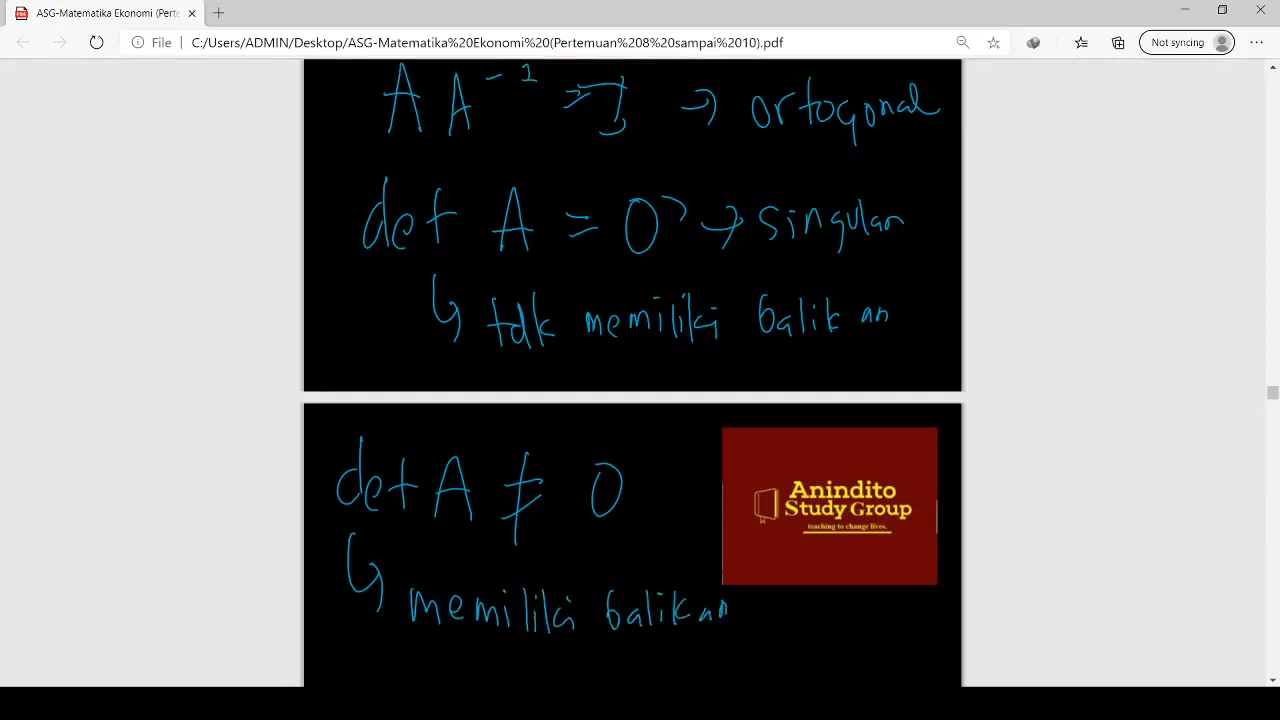 ASG-Matematika Ekonomi (Perte
File
C:/Users/ADMIN/Desktop/ASG-Matematika%20Ekonomi%20(Pertemuan%208%20sampai%2010).pdf
Not syncing
A A⁻¹ = I → ortogonal
det A = 0 → singular
↳ tdk memiliki balikan
det A ≠ 0
↳ memiliki balikan
Anindito
Study Group
teaching to change lives.